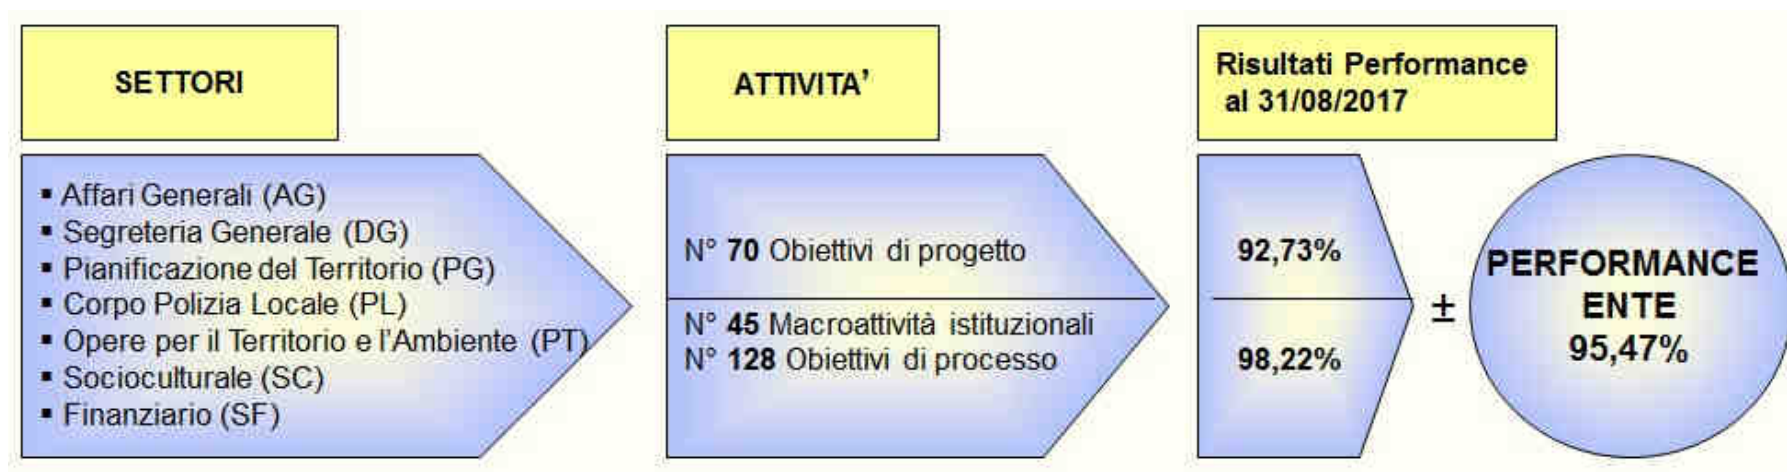 SETTORI
▪ Affari Generali (AG)
▪ Segreteria Generale (DG)
▪ Pianificazione del Territorio (PG)
▪ Corpo Polizia Locale (PL)
▪ Opere per il Territorio e l'Ambiente (PT)
▪ Socioculturale (SC)
▪ Finanziario (SF)
ATTIVITA'
N° 70 Obiettivi di progetto
N° 45 Macroattività istituzionali
N° 128 Obiettivi di processo
Risultati Performance
al 31/08/2017
92,73%
98,22%
±
PERFORMANCE
ENTE
95,47%